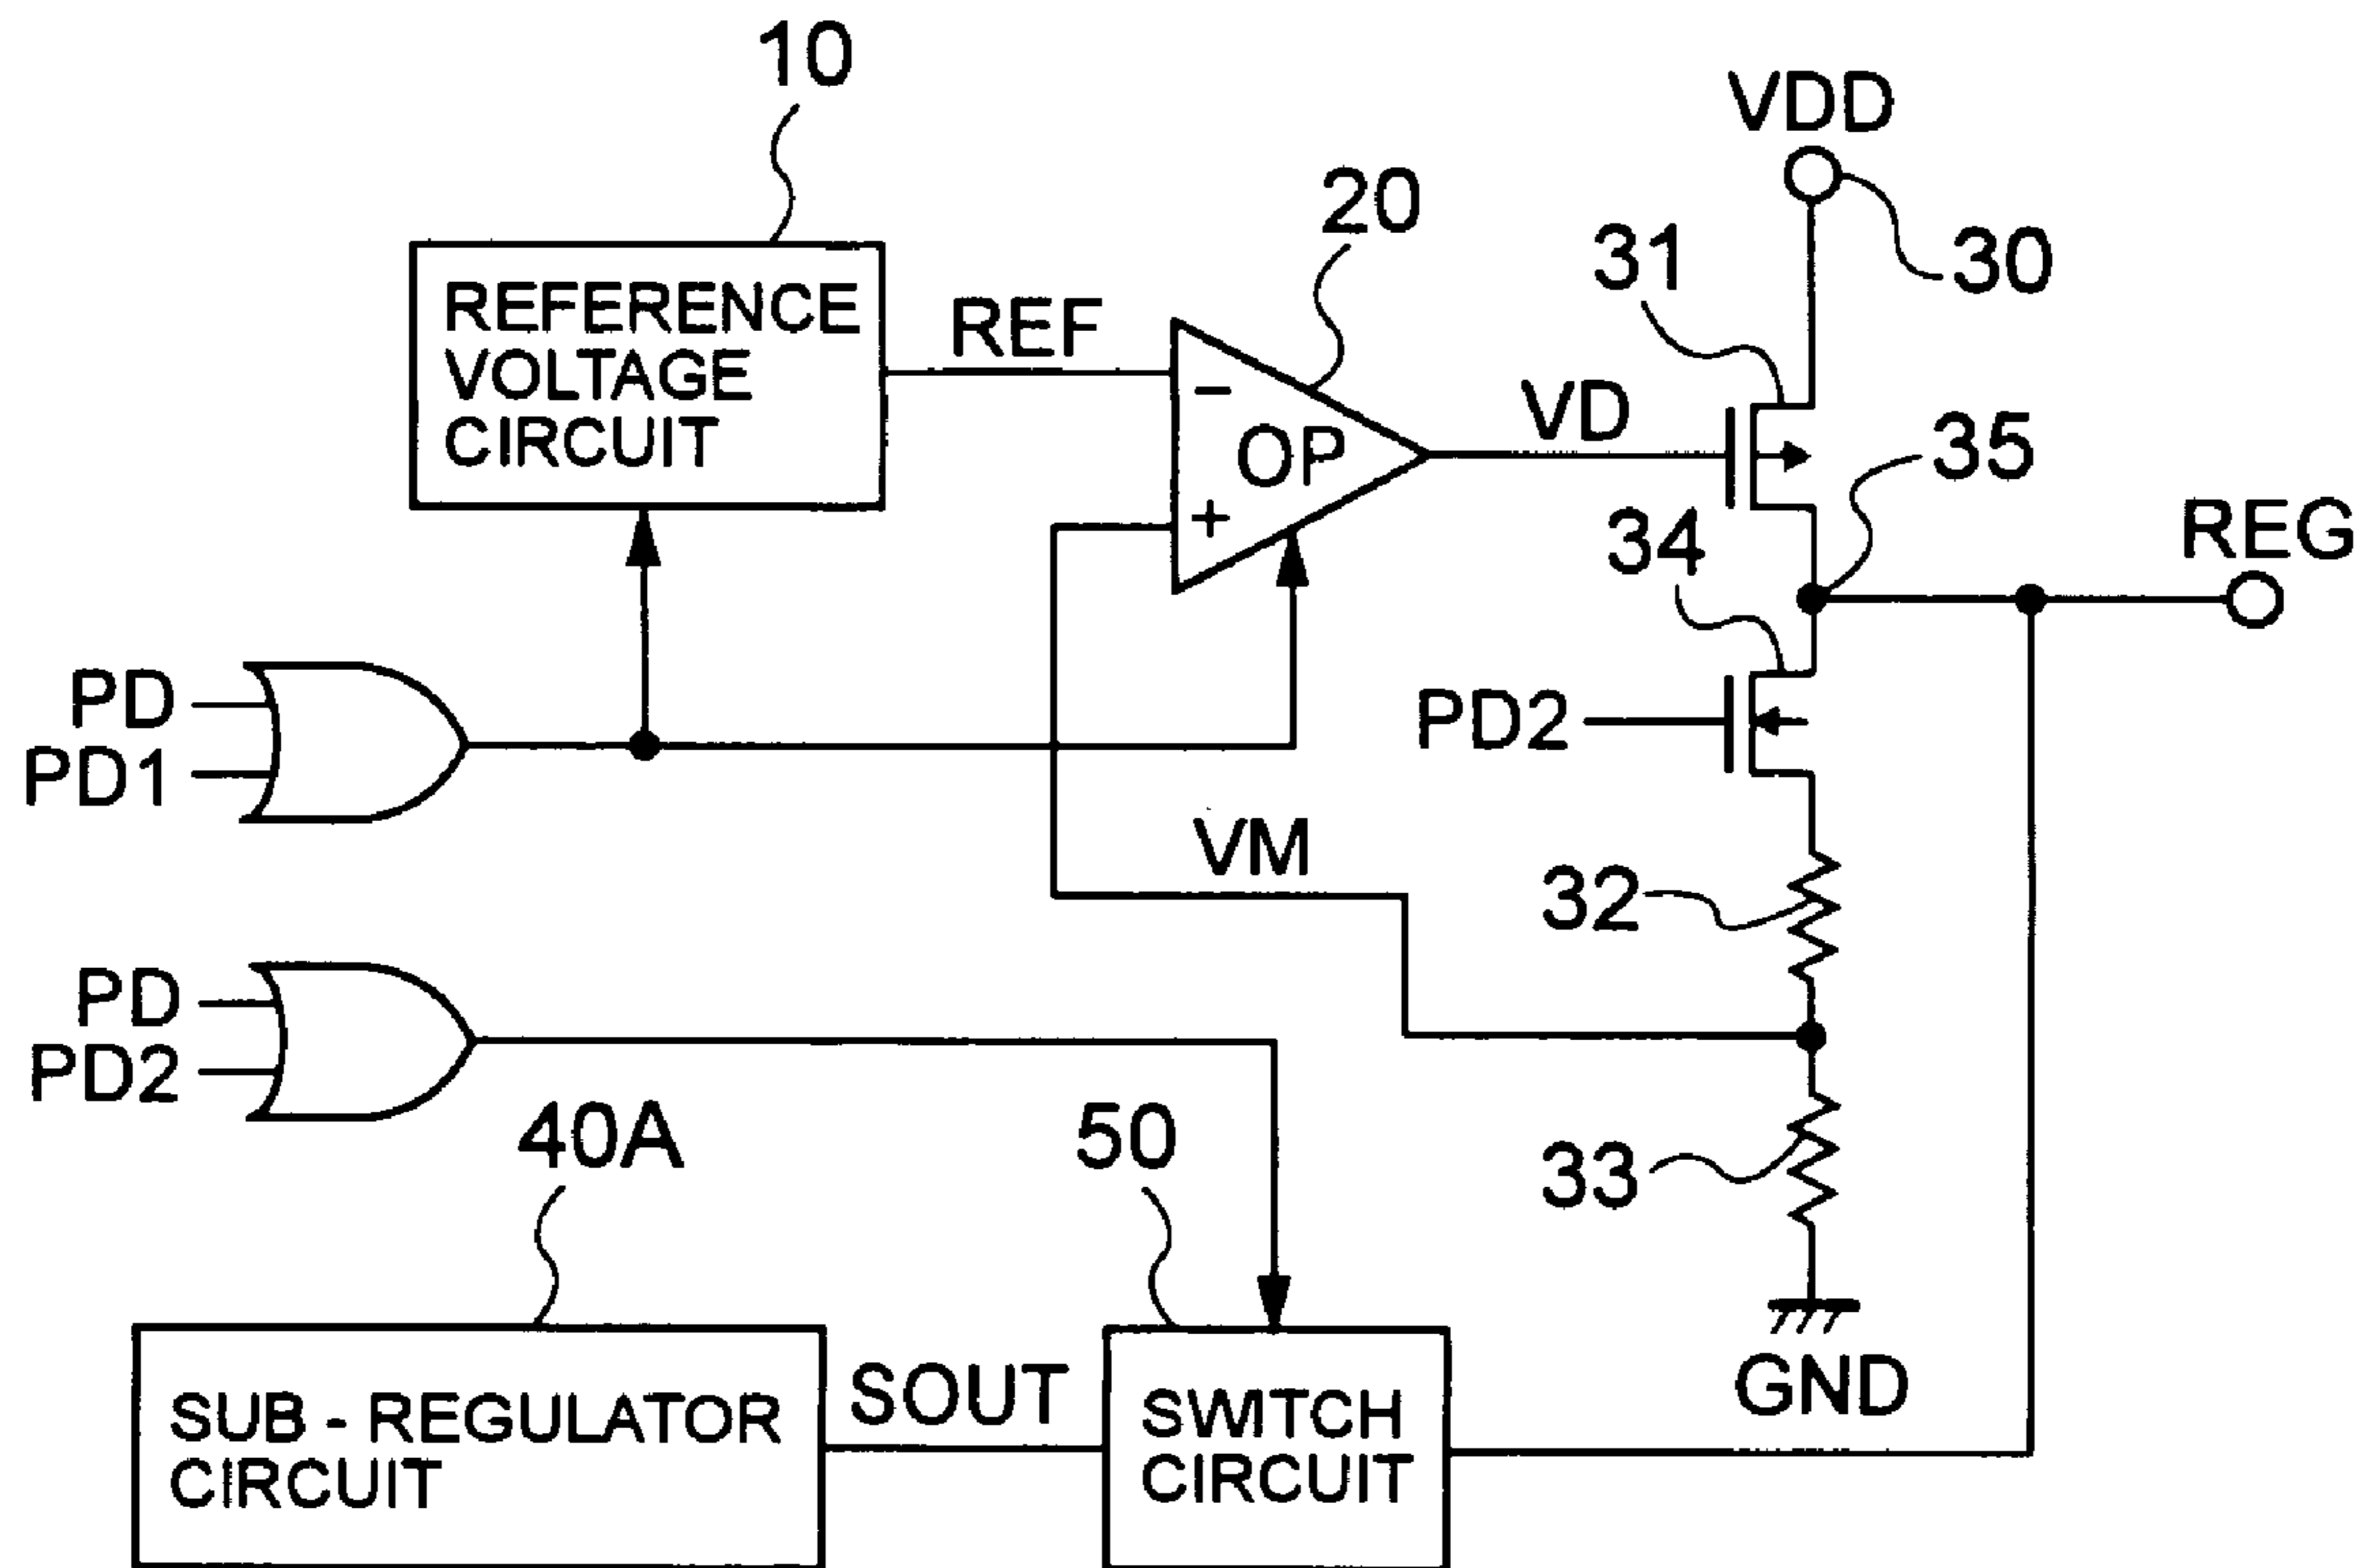 10
VDD
20
31
30
REFERENCE
VOLTAGE
CIRCUIT
REF
−
OP
+
VD
35
34
REG
PD
PD1
PD2
VM
32
PD
PD2
40A
50
33
SUB - REGULATOR
CIRCUIT
SOUT
SWITCH
CIRCUIT
GND